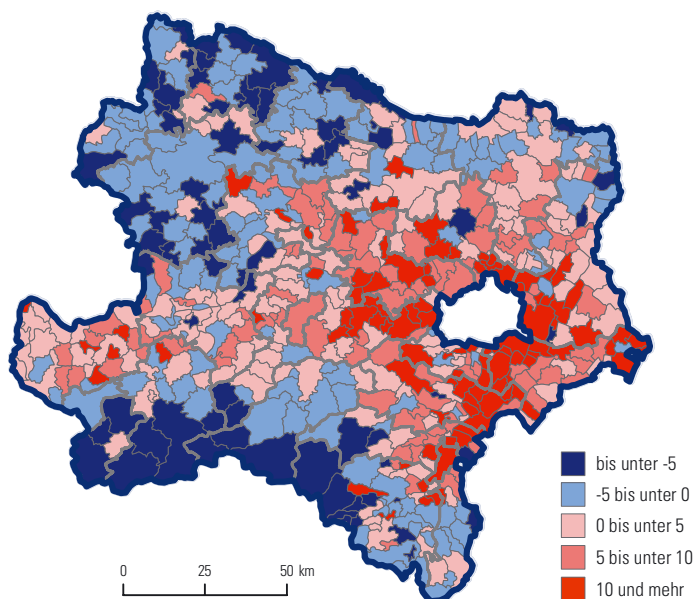 bis unter -5
-5 bis unter 0
0 bis unter 5
5 bis unter 10
10 und mehr
0 25 50 km